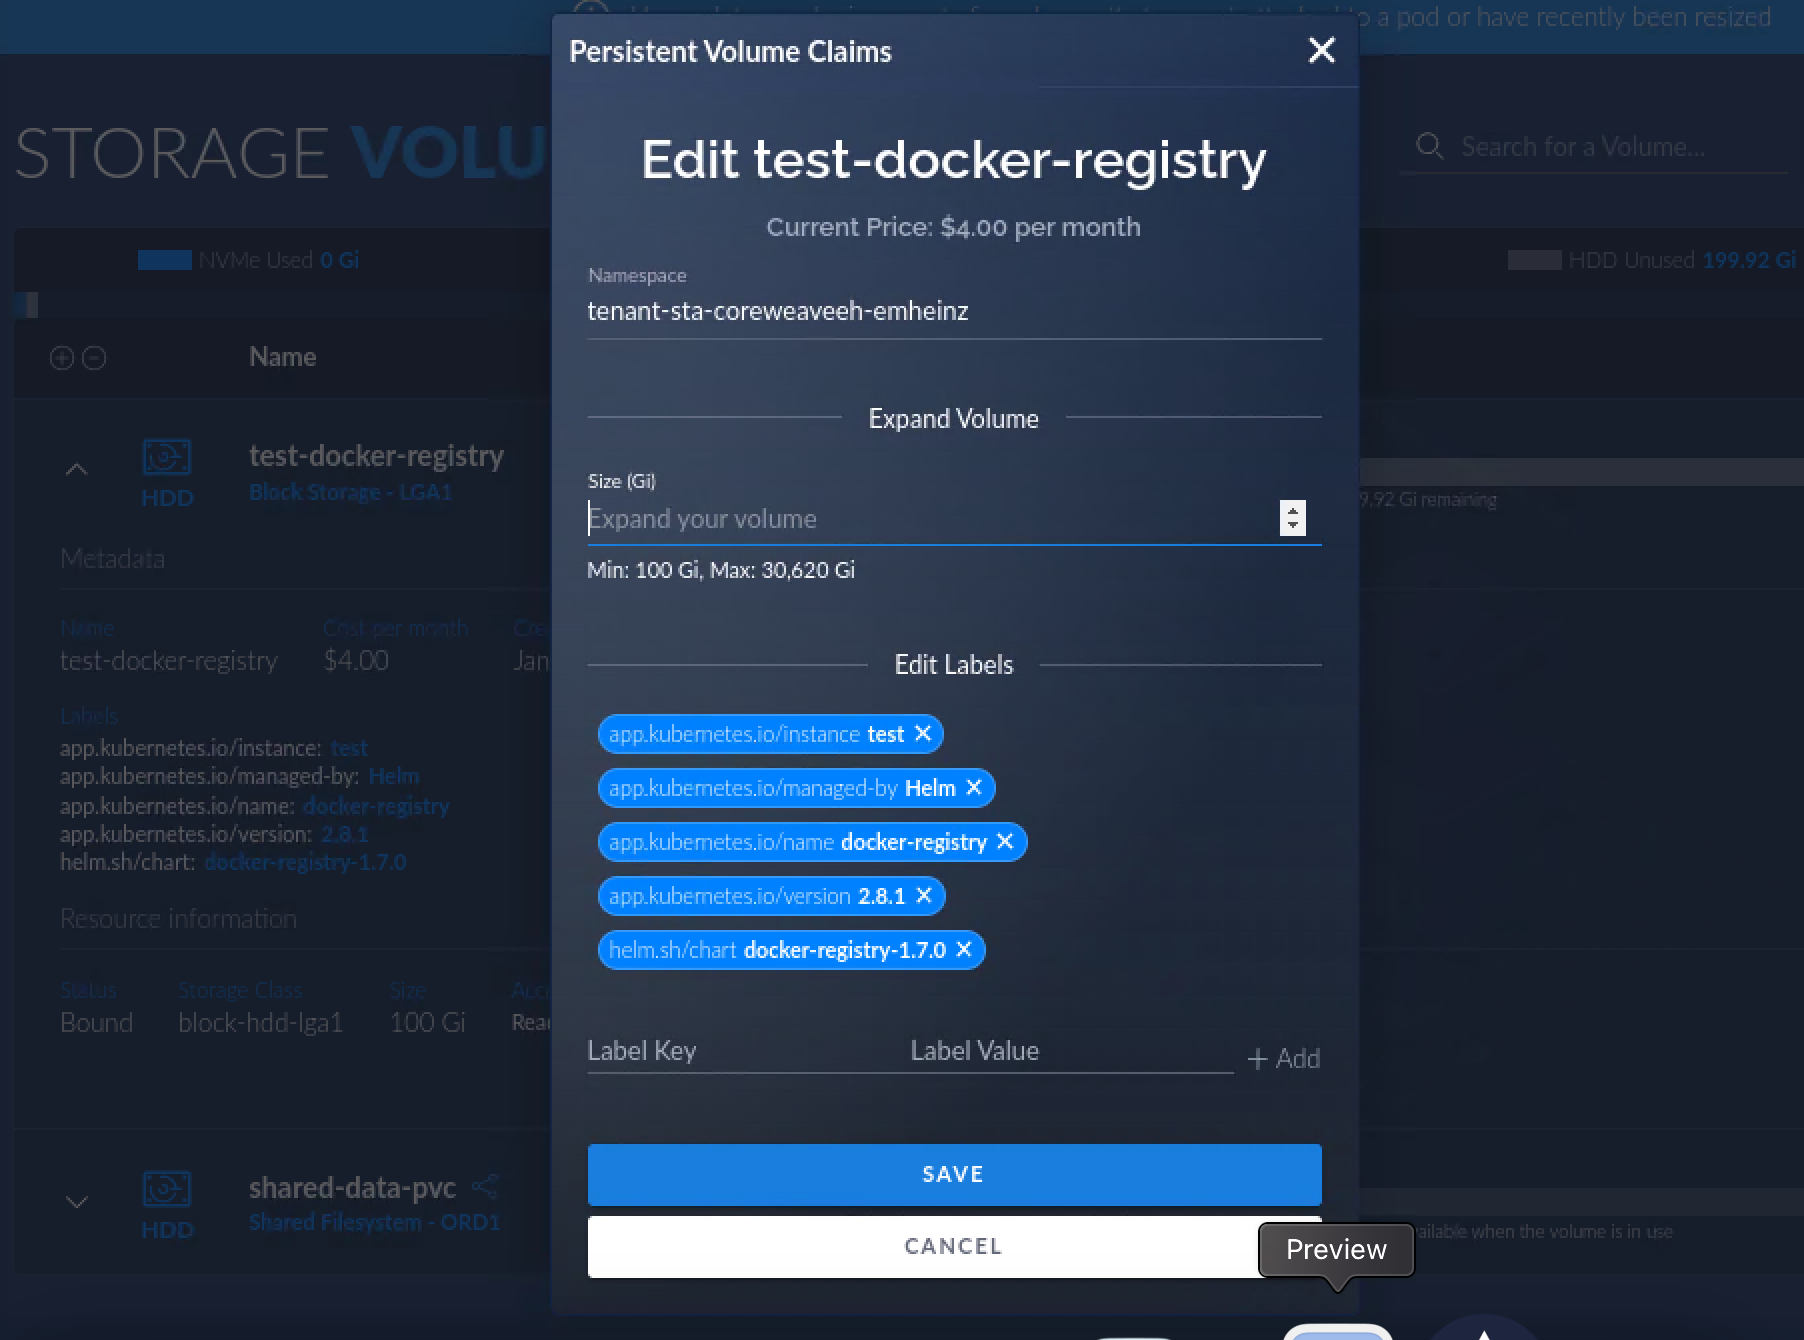 to a pod or have recently been resized
Persistent Volume Claims
STORAGE VOLU
Search for a Volume...
Edit test-docker-registry
Current Price: $4.00 per month
NVMe Used 0 Gi
HDD Unused 199.92 Gi
Namespace
tenant-sta-coreweaveeh-emheinz
Name
Expand Volume
test-docker-registry
Block Storage - LGA1
HDD
Size (Gi)
Expand your volume
9.92 Gi remaining
Min: 100 Gi, Max: 30,620 Gi
Metadata
Name
Cost per month
test-docker-registry
$4.00
Jan
Edit Labels
Labels
app.kubernetes.io/instance: test
app.kubernetes.io/managed-by: Helm
app.kubernetes.io/name: docker-registry
app.kubernetes.io/version: 2.8.1
helm.sh/chart: docker-registry-1.7.0
app.kubernetes.io/instance test
app.kubernetes.io/managed-by Helm
app.kubernetes.io/name docker-registry
app.kubernetes.io/version 2.8.1
helm.sh/chart docker-registry-1.7.0
Resource information
Status
Storage Class
Size
Bound
block-hdd-lga1
100 Gi
Label Key
Label Value
+ Add
SAVE
CANCEL
Preview
shared-data-pvc
Shared Filesystem - ORD1
HDD
when the volume is in use